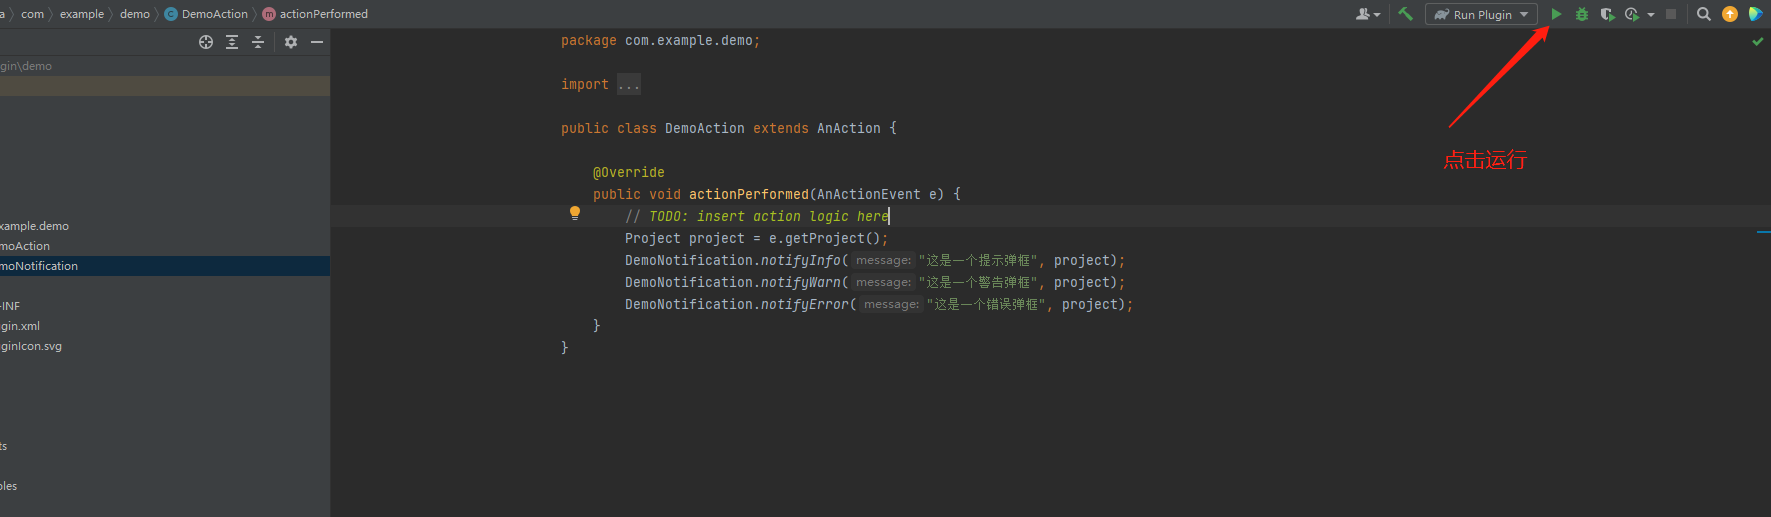 a com example demo DemoAction actionPerformed
Run Plugin
gin\demo
xample.demo
moAction
moNotification
-INF
ugin.xml
uginIcon.svg
ts
ples
package com.example.demo;
import ...
public class DemoAction extends AnAction {
@Override
public void actionPerformed(AnActionEvent e) {
// TODO: insert action logic here
Project project = e.getProject();
DemoNotification.notifyInfo( message: "这是一个提示弹框", project);
DemoNotification.notifyWarn( message: "这是一个警告弹框", project);
DemoNotification.notifyError( message: "这是一个错误弹框", project);
}
}
点击运行